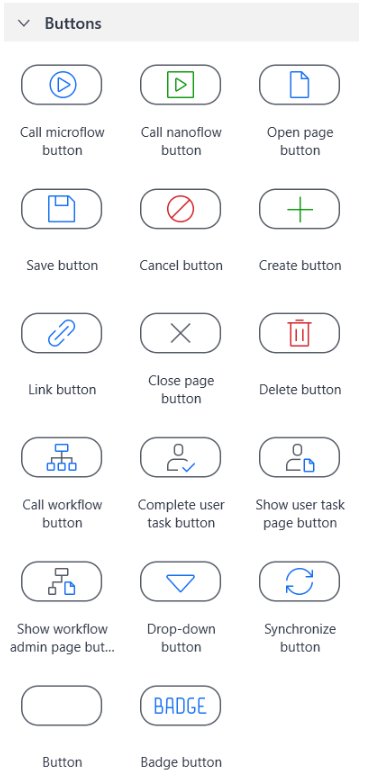 Buttons
Call microflow
button
Call nanoflow
button
Open page
button
Save button
Cancel button
Create button
Link button
Close page
button
Delete button
Call workflow
button
Complete user
task button
Show user task
page button
Show workflow
admin page but...
Drop-down
button
Synchronize
button
Button
BADGE
Badge button